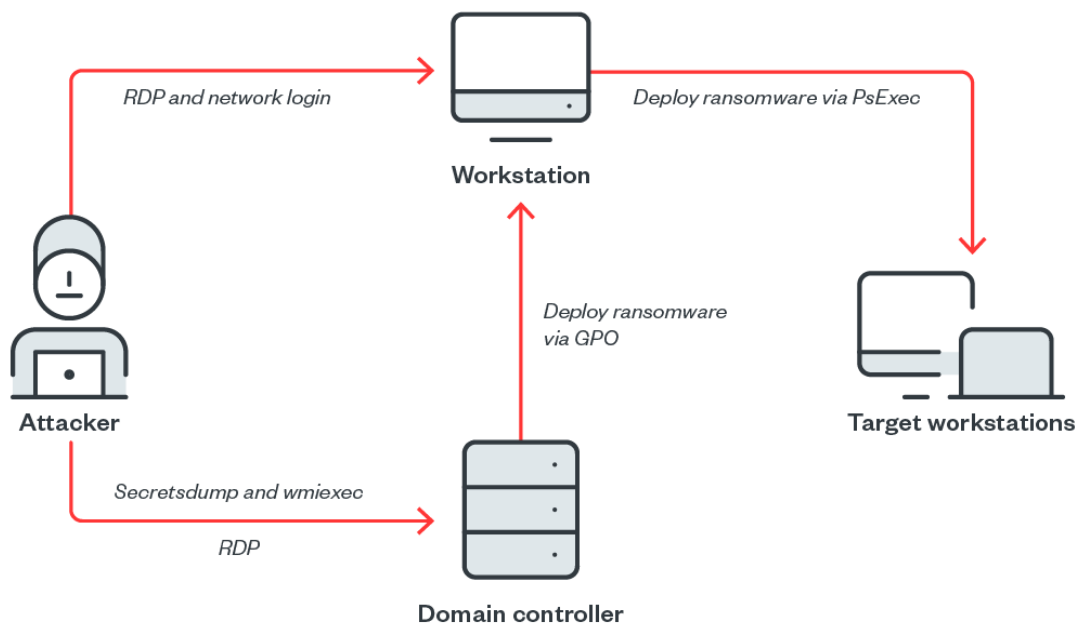 RDP and network login
Deploy ransomware via PsExec
Workstation
Deploy ransomware
via GPO
Attacker
Target workstations
Secretsdump and wmiexec
RDP
Domain controller